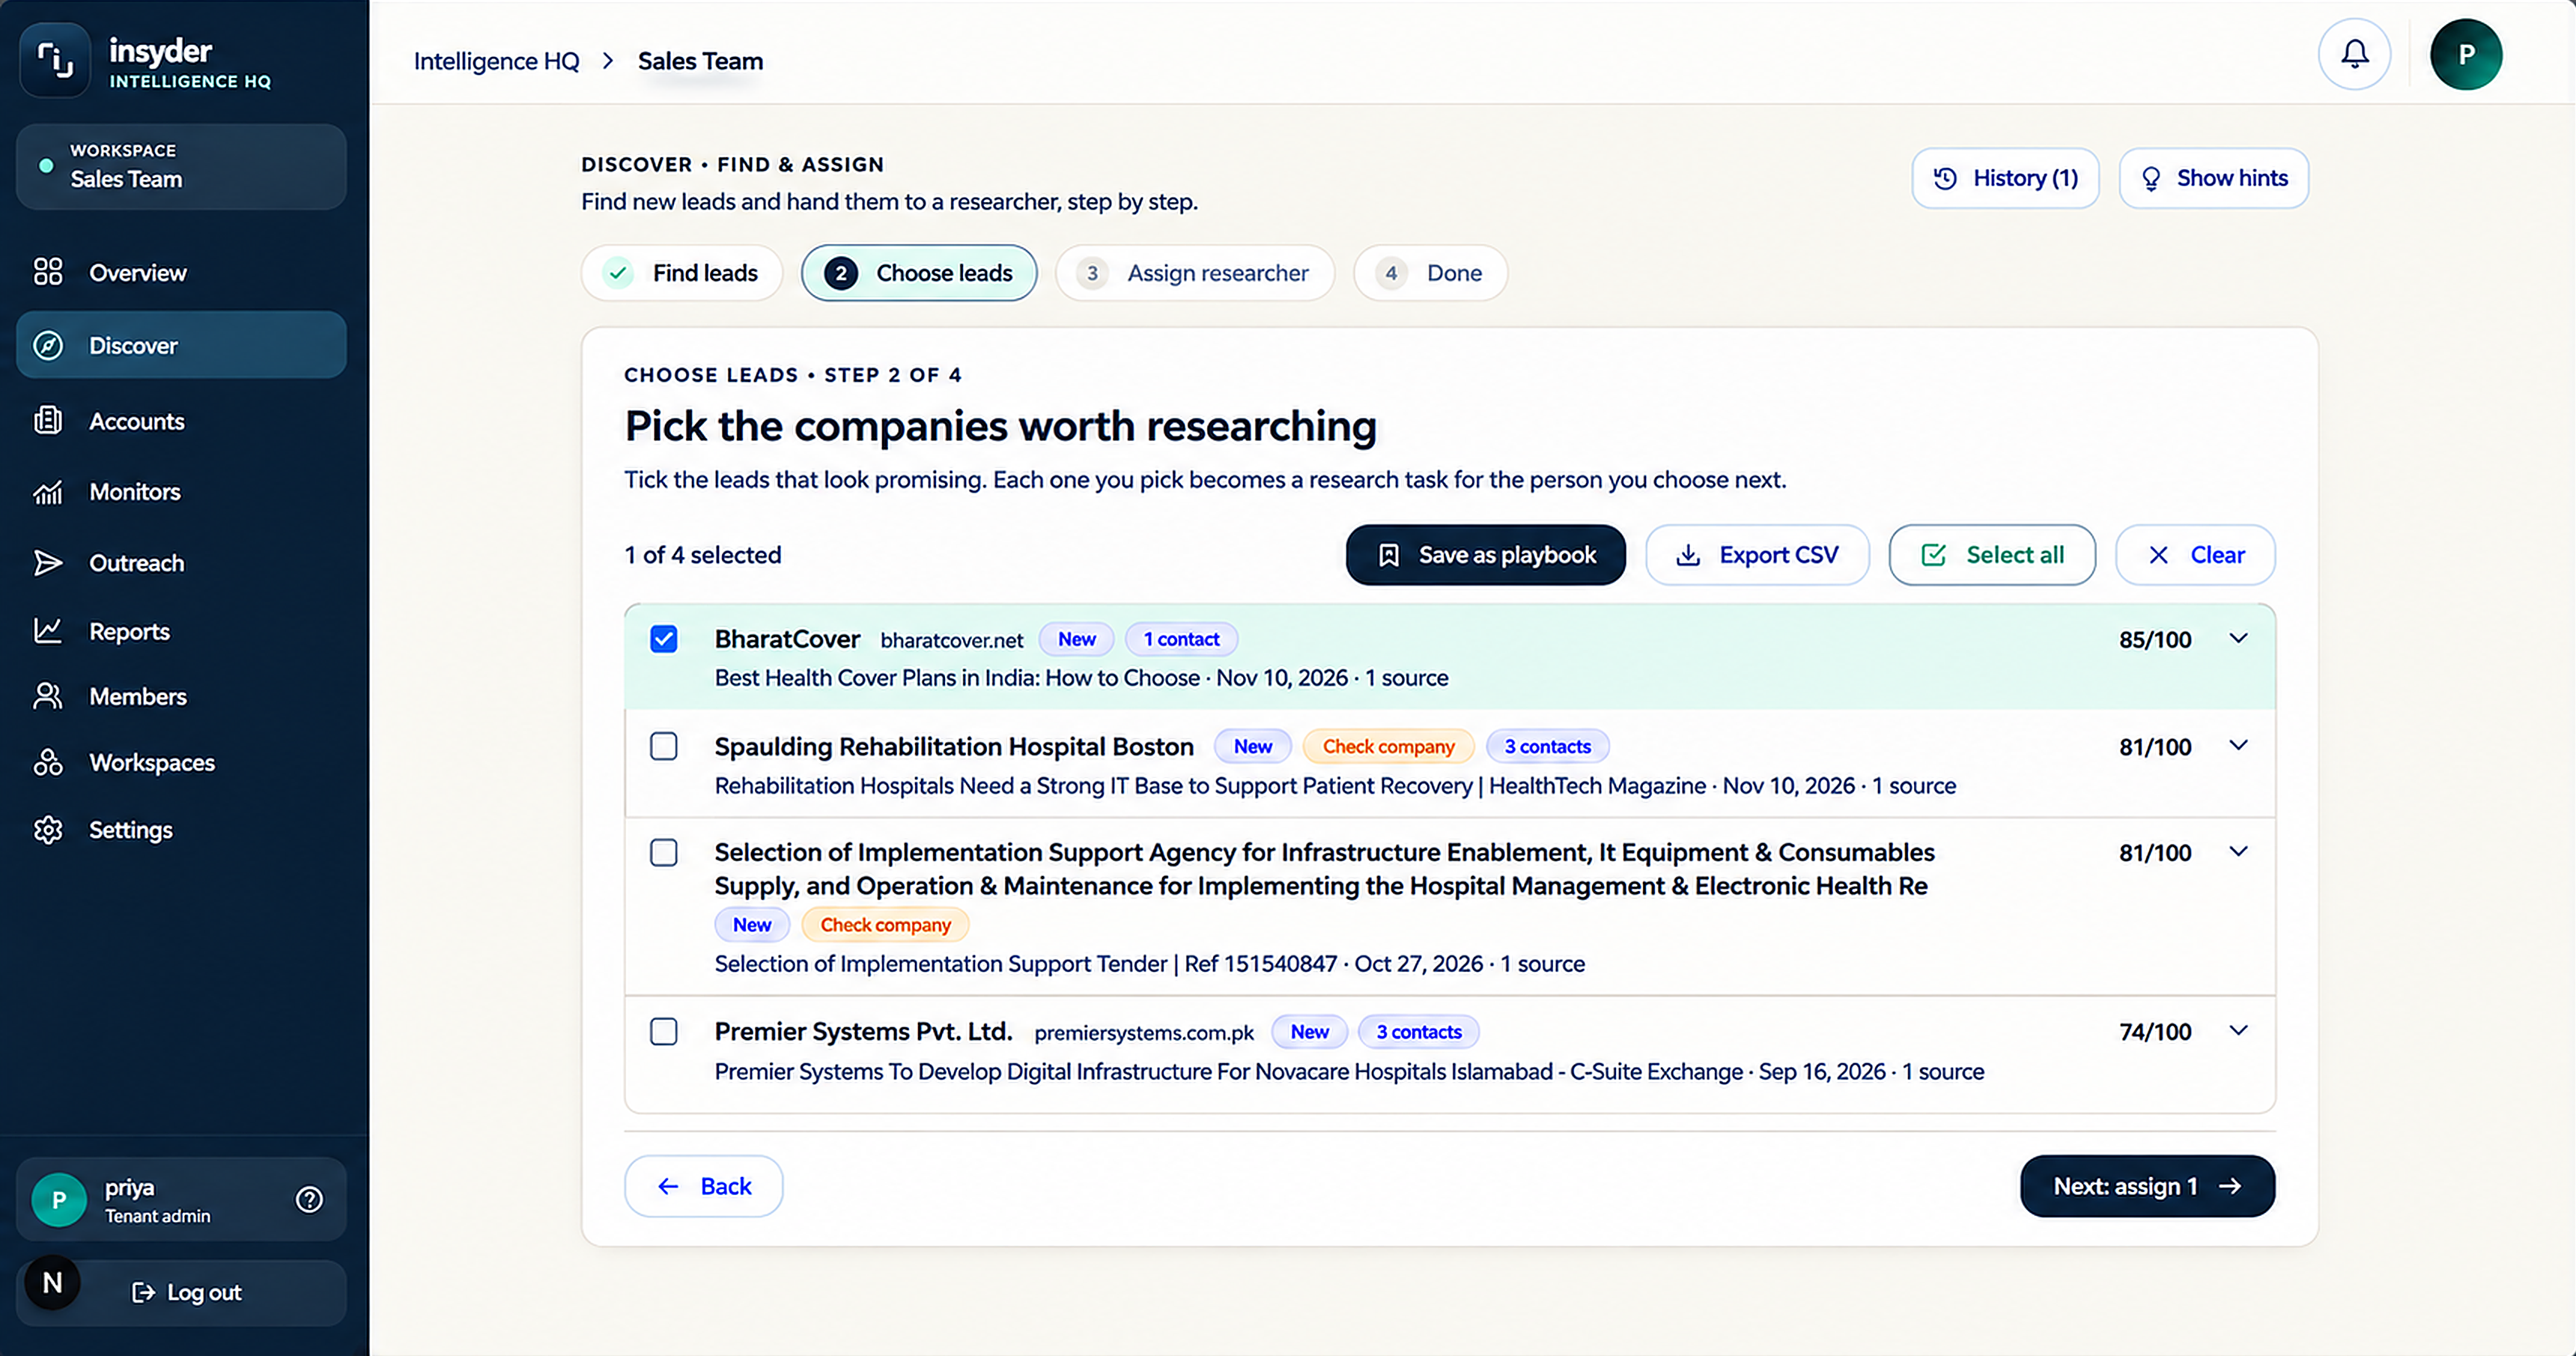 insyder
INTELLIGENCE HQ
WORKSPACE
Sales Team
Overview
Discover
Accounts
Monitors
Outreach
Reports
Members
Workspaces
Settings
P
priya
Tenant admin
N
Log out
Intelligence HQ > Sales Team
P
DISCOVER • FIND & ASSIGN
Find new leads and hand them to a researcher, step by step.
History (1)
Show hints
Find leads
2 Choose leads
3 Assign researcher
4 Done
CHOOSE LEADS • STEP 2 OF 4
Pick the companies worth researching
Tick the leads that look promising. Each one you pick becomes a research task for the person you choose next.
1 of 4 selected
Save as playbook
Export CSV
Select all
Clear
BharatCover bharatcover.net New 1 contact 85/100
Best Health Cover Plans in India: How to Choose · Nov 10, 2026 · 1 source
Spaulding Rehabilitation Hospital Boston New Check company 3 contacts 81/100
Rehabilitation Hospitals Need a Strong IT Base to Support Patient Recovery | HealthTech Magazine · Nov 10, 2026 · 1 source
Selection of Implementation Support Agency for Infrastructure Enablement, It Equipment & Consumables 81/100
Supply, and Operation & Maintenance for Implementing the Hospital Management & Electronic Health Re
New Check company
Selection of Implementation Support Tender | Ref 151540847 · Oct 27, 2026 · 1 source
Premier Systems Pvt. Ltd. premiersystems.com.pk New 3 contacts 74/100
Premier Systems To Develop Digital Infrastructure For Novacare Hospitals Islamabad - C-Suite Exchange · Sep 16, 2026 · 1 source
Back
Next: assign 1